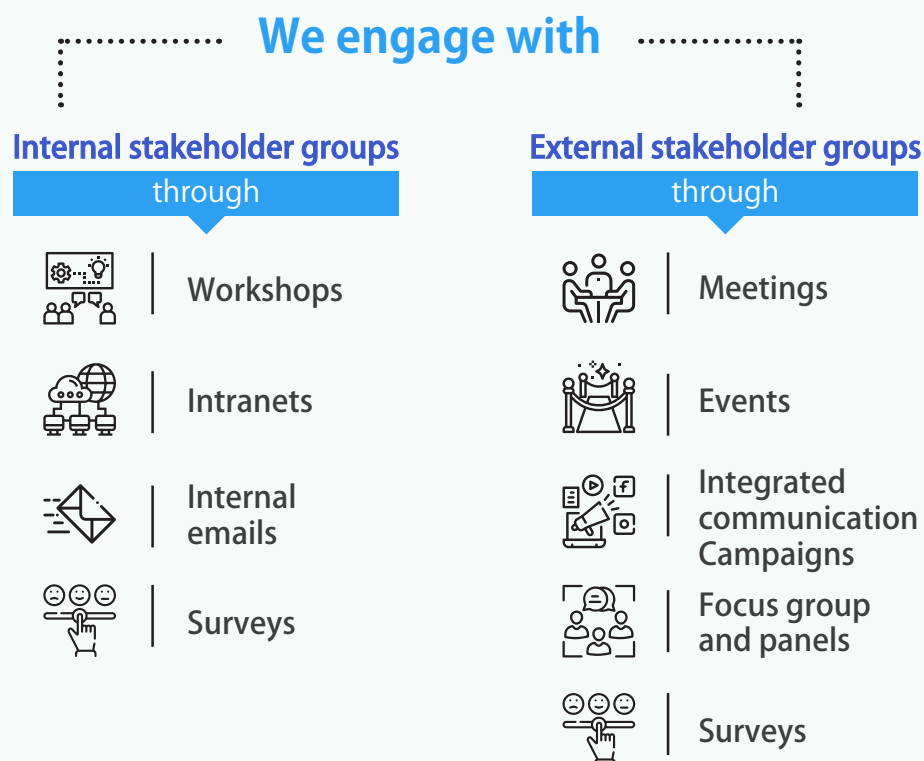 We engage with
Internal stakeholder groups
through
Workshops
Intranets
Internal
emails
Surveys
External stakeholder groups
through
Meetings
Events
Integrated
communication
Campaigns
Focus group
and panels
Surveys